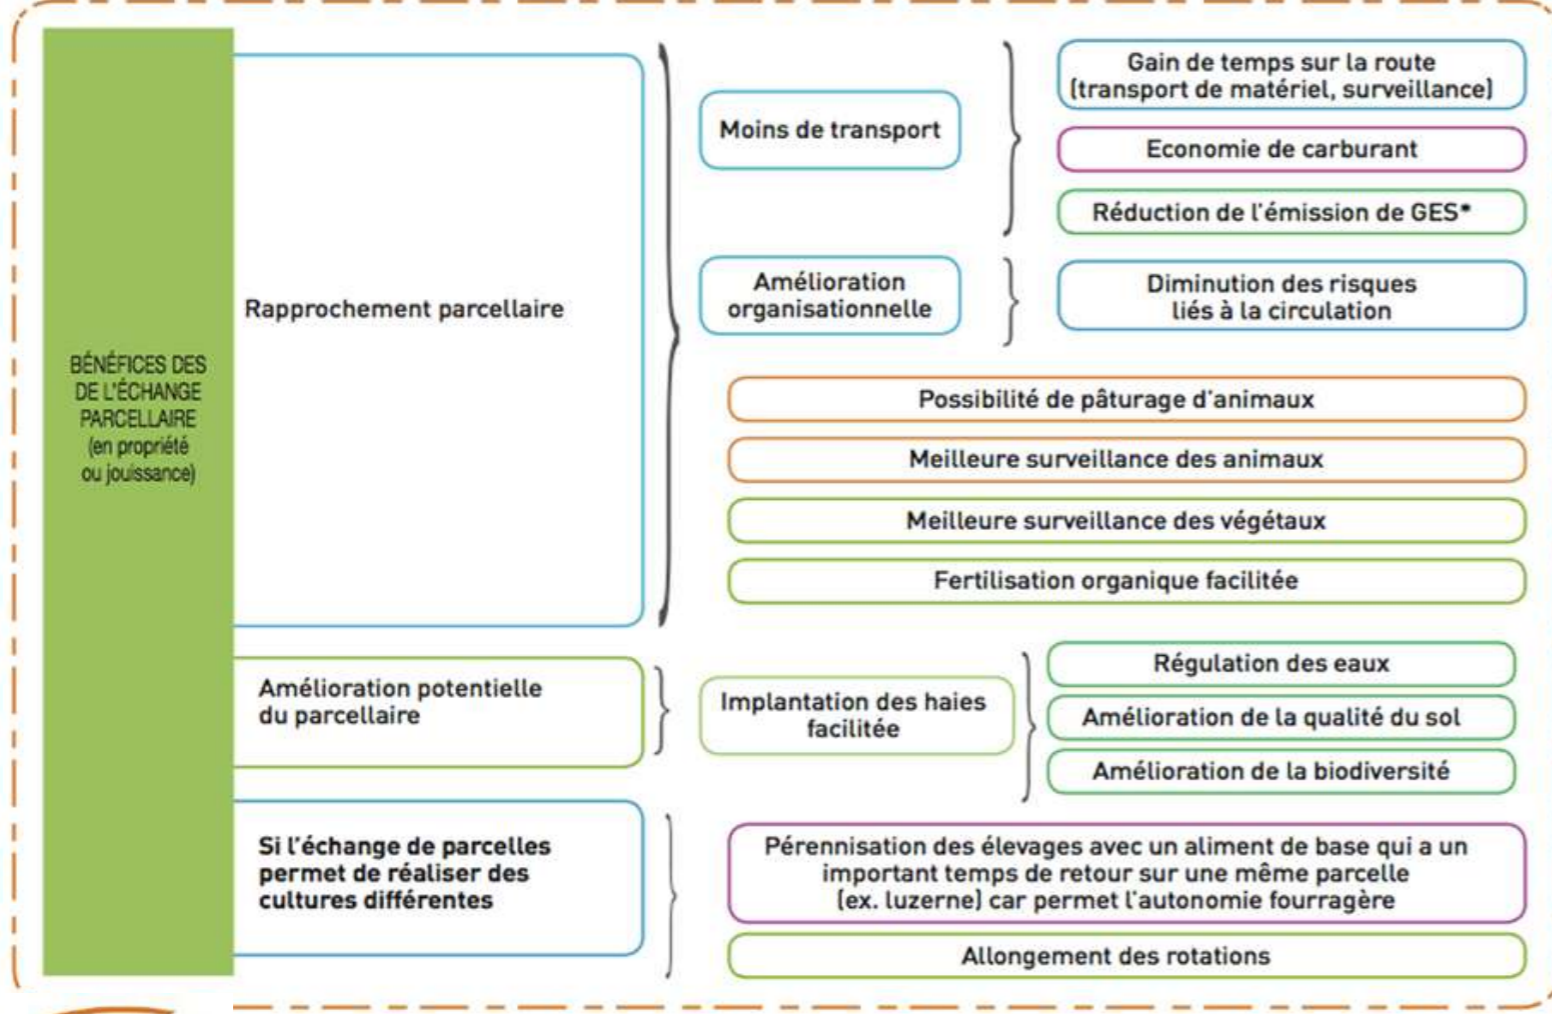 BÉNÉFICES DES
DE L'ÉCHANGE
PARCELLAIRE
(en propriété
ou jouissance)
Rapprochement parcellaire
Moins de transport
Gain de temps sur la route
(transport de matériel, surveillance)
Economie de carburant
Réduction de l'émission de GES*
Amélioration
organisationnelle
Diminution des risques
liés à la circulation
Possibilité de pâturage d'animaux
Meilleure surveillance des animaux
Meilleure surveillance des végétaux
Fertilisation organique facilitée
Amélioration potentielle
du parcellaire
Implantation des haies
facilitée
Régulation des eaux
Amélioration de la qualité du sol
Amélioration de la biodiversité
Si l'échange de parcelles
permet de réaliser des
cultures différentes
Pérennisation des élevages avec un aliment de base qui a un
important temps de retour sur une même parcelle
(ex. luzerne) car permet l'autonomie fourragère
Allongement des rotations